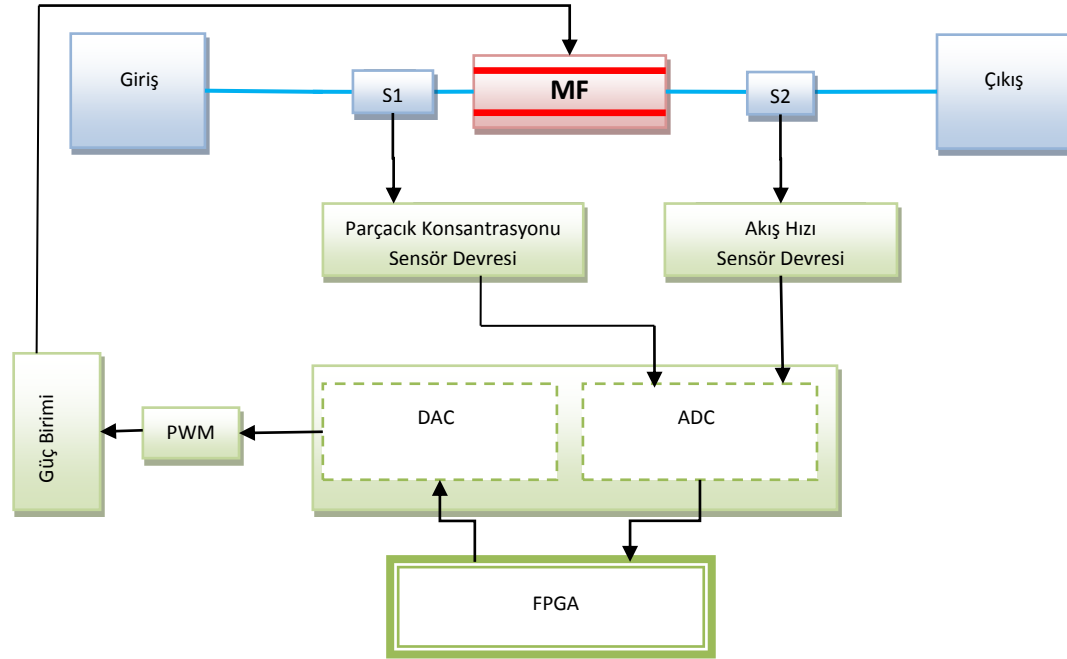 Giriş
S1
MF
S2
Çıkış
Parçacık Konsantrasyonu
Sensör Devresi
Akış Hızı
Sensör Devresi
Güç Birimi
PWM
DAC
ADC
FPGA